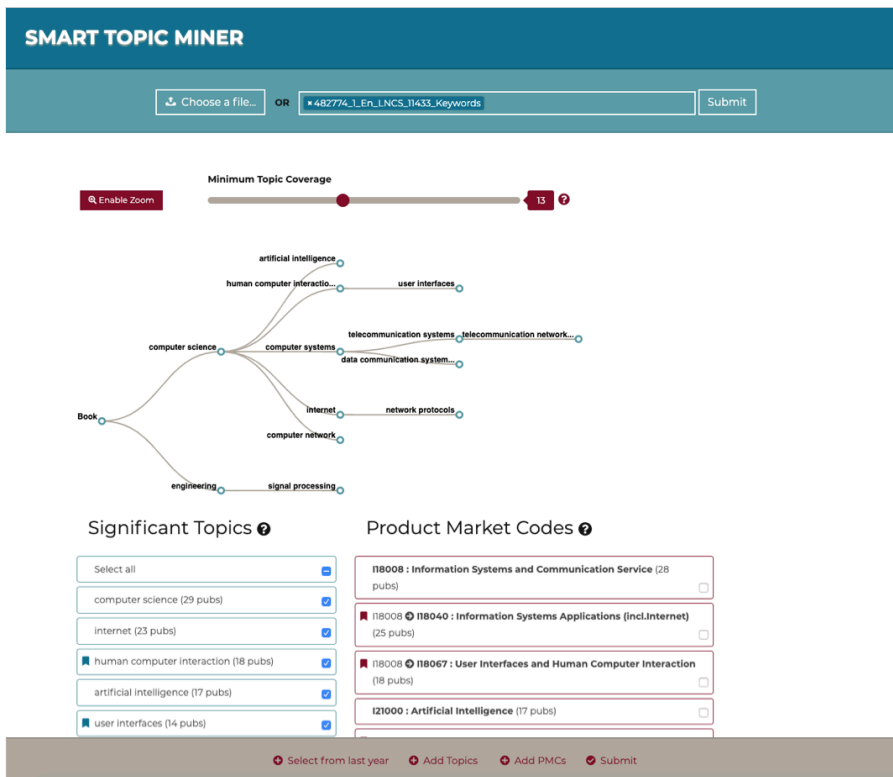 SMART TOPIC MINER
Choose a file...
OR
×482774_1_En_LNCS_11433_Keywords
Submit
Minimum Topic Coverage
Enable Zoom
13
?
artificial intelligence
human computer interactio...
user interfaces
telecommunication systems
telecommunication network...
computer science
computer systems
data communication system...
internet
network protocols
Book
computer network
engineering
signal processing
Significant Topics ?
Product Market Codes ?
Select all
computer science (29 pubs)
internet (23 pubs)
human computer interaction (18 pubs)
artificial intelligence (17 pubs)
user interfaces (14 pubs)
I18008 : Information Systems and Communication Service (28
pubs)
I18008 I18040 : Information Systems Applications (incl.Internet)
(25 pubs)
I18008 I18067 : User Interfaces and Human Computer Interaction
(18 pubs)
I21000 : Artificial Intelligence (17 pubs)
Select from last year
Add Topics
Add PMCs
Submit